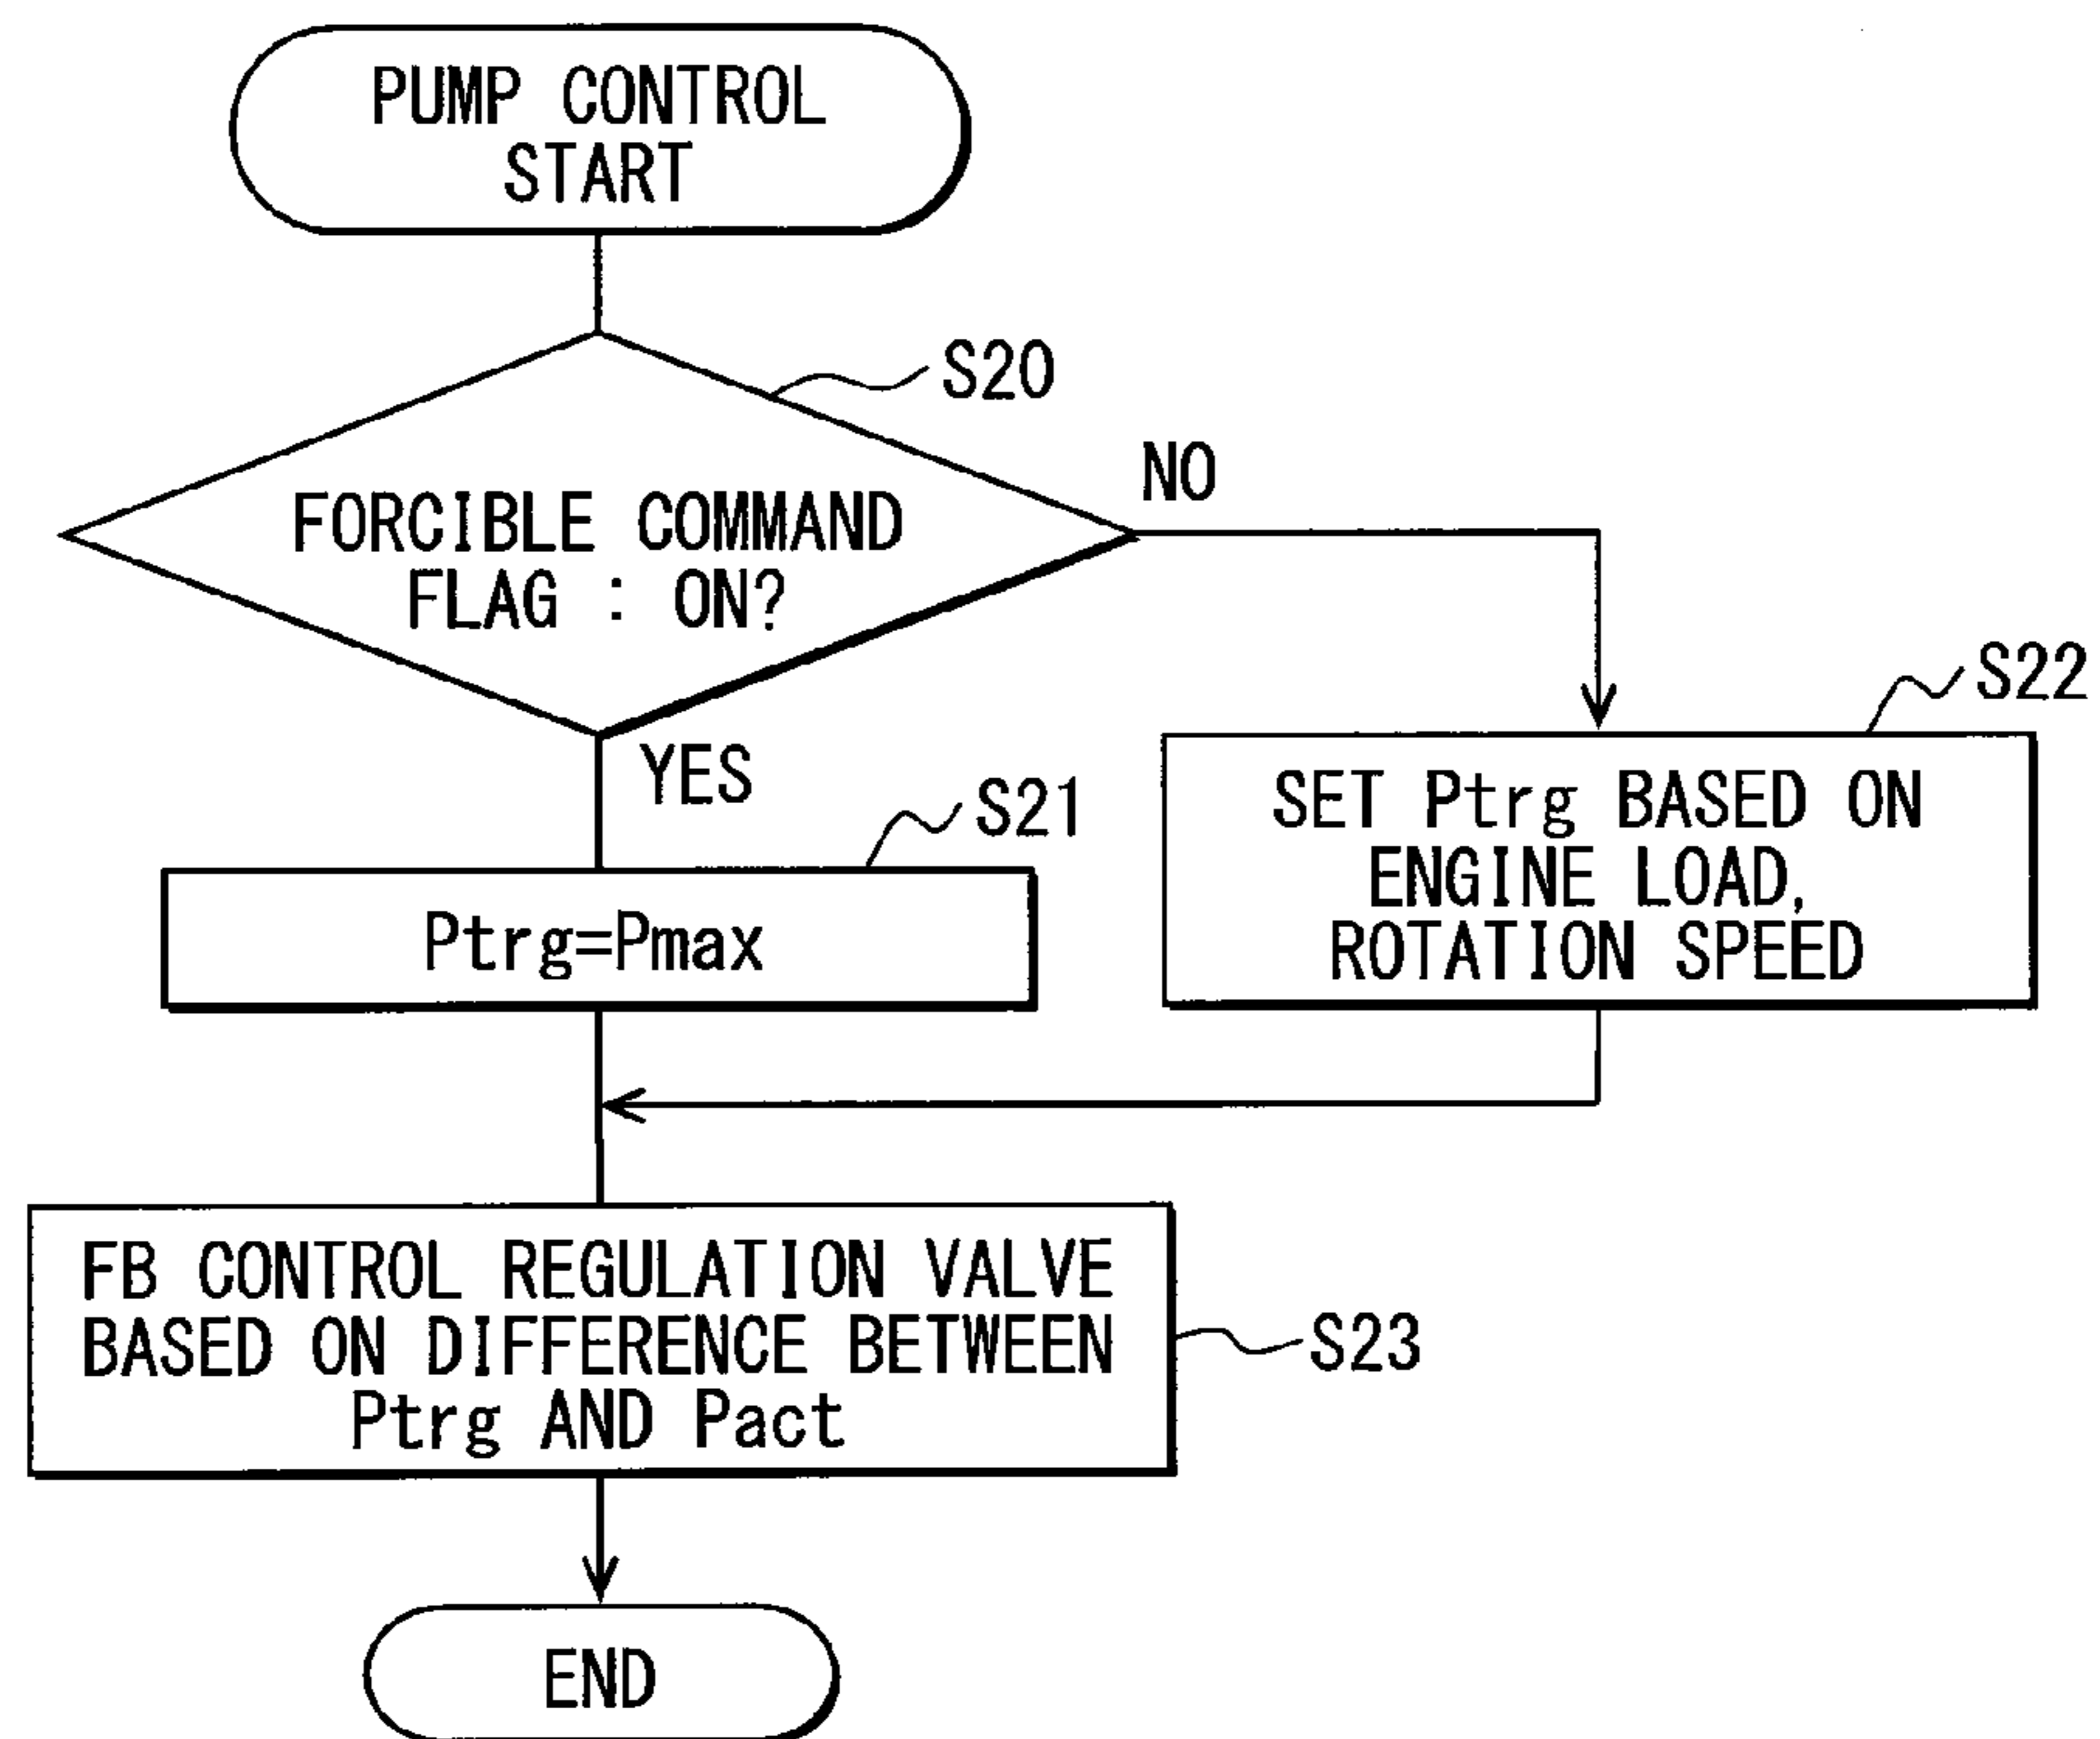 PUMP CONTROL
START
S20
FORCIBLE COMMAND
FLAG : ON?
NO
YES
S21
Ptrg=Pmax
S22
SET Ptrg BASED ON
ENGINE LOAD,
ROTATION SPEED
FB CONTROL REGULATION VALVE
BASED ON DIFFERENCE BETWEEN
Ptrg AND Pact
S23
END